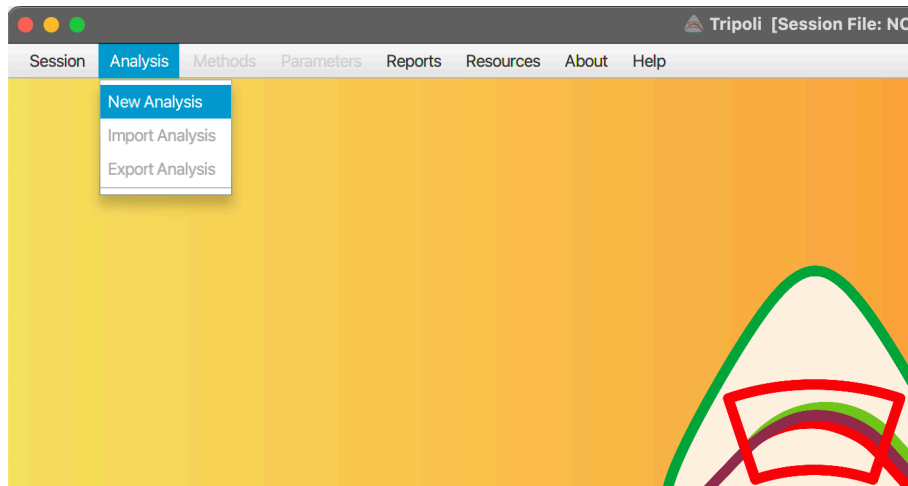 Tripoli [Session File: NO
Session Analysis Methods Parameters Reports Resources About Help
New Analysis
Import Analysis
Export Analysis